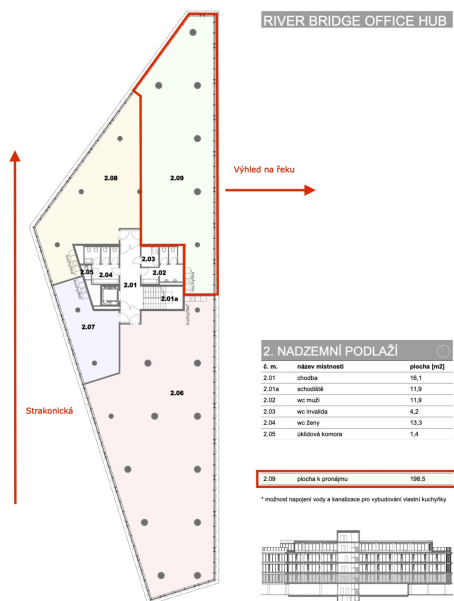 RIVER BRIDGE OFFICE HUB
Výhled na řeku
2.08
2.09
2.03
2.05
2.04
2.02
2.01
2.01a
kuchyňka*
kuchyňka*
kuchyňka*
kuchyňka*
2.07
2.06
Strakonická
2. NADZEMNÍ PODLAŽÍ
č. m. název místnosti plocha [m2]
2.01 chodba 16,1
2.01a schodiště 11,9
2.02 wc muži 11,9
2.03 wc invalida 4,2
2.04 wc ženy 13,3
2.05 úklidová komora 1,4
2.09 plocha k pronájmu 198,5
* možnost napojení vody a kanalizace pro vybudování vlastní kuchyňky